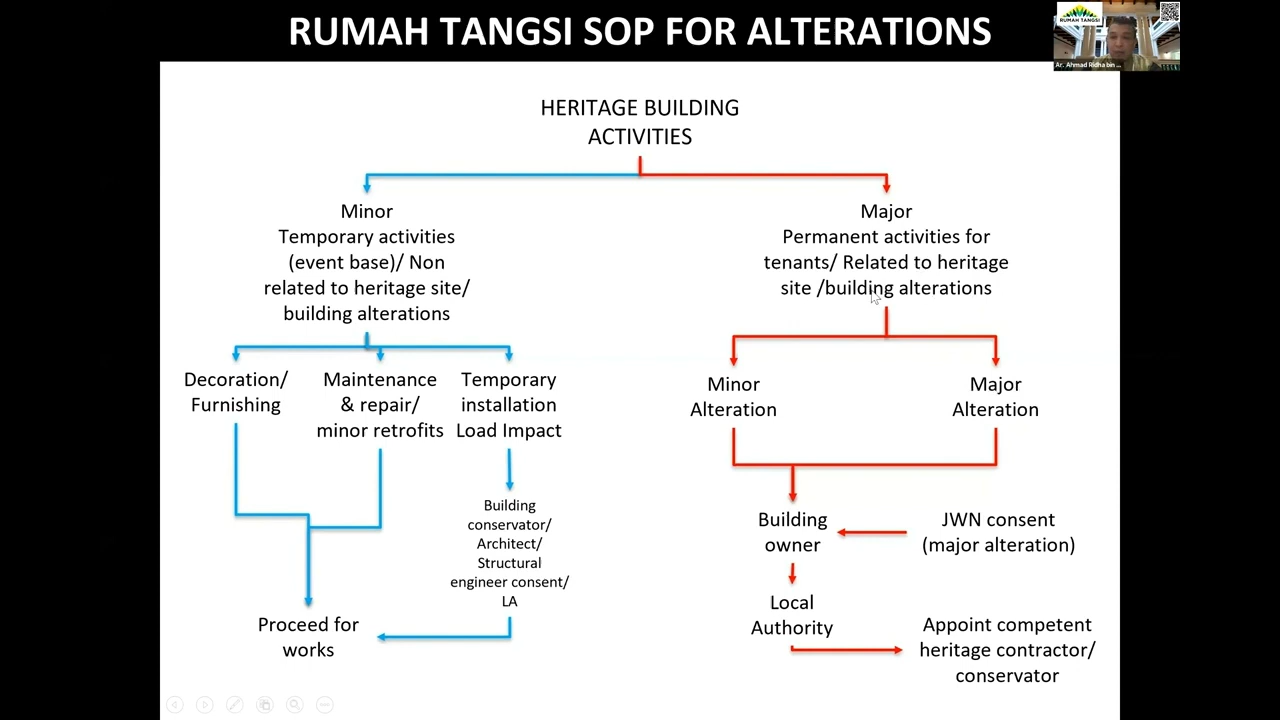 RUMAH TANGSI SOP FOR ALTERATIONS
RUMAH TANGSI
Ar. Ahmad Ridha bin ...
HERITAGE BUILDING
ACTIVITIES
Minor
Temporary activities
(event base)/ Non
related to heritage site/
building alterations
Major
Permanent activities for
tenants/ Related to heritage
site /building alterations
Decoration/
Furnishing
Maintenance
& repair/
minor retrofits
Temporary
installation
Load Impact
Minor
Alteration
Major
Alteration
Building
conservator/
Architect/
Structural
engineer consent/
LA
Building
owner
JWN consent
(major alteration)
Proceed for
works
Local
Authority
Appoint competent
heritage contractor/
conservator